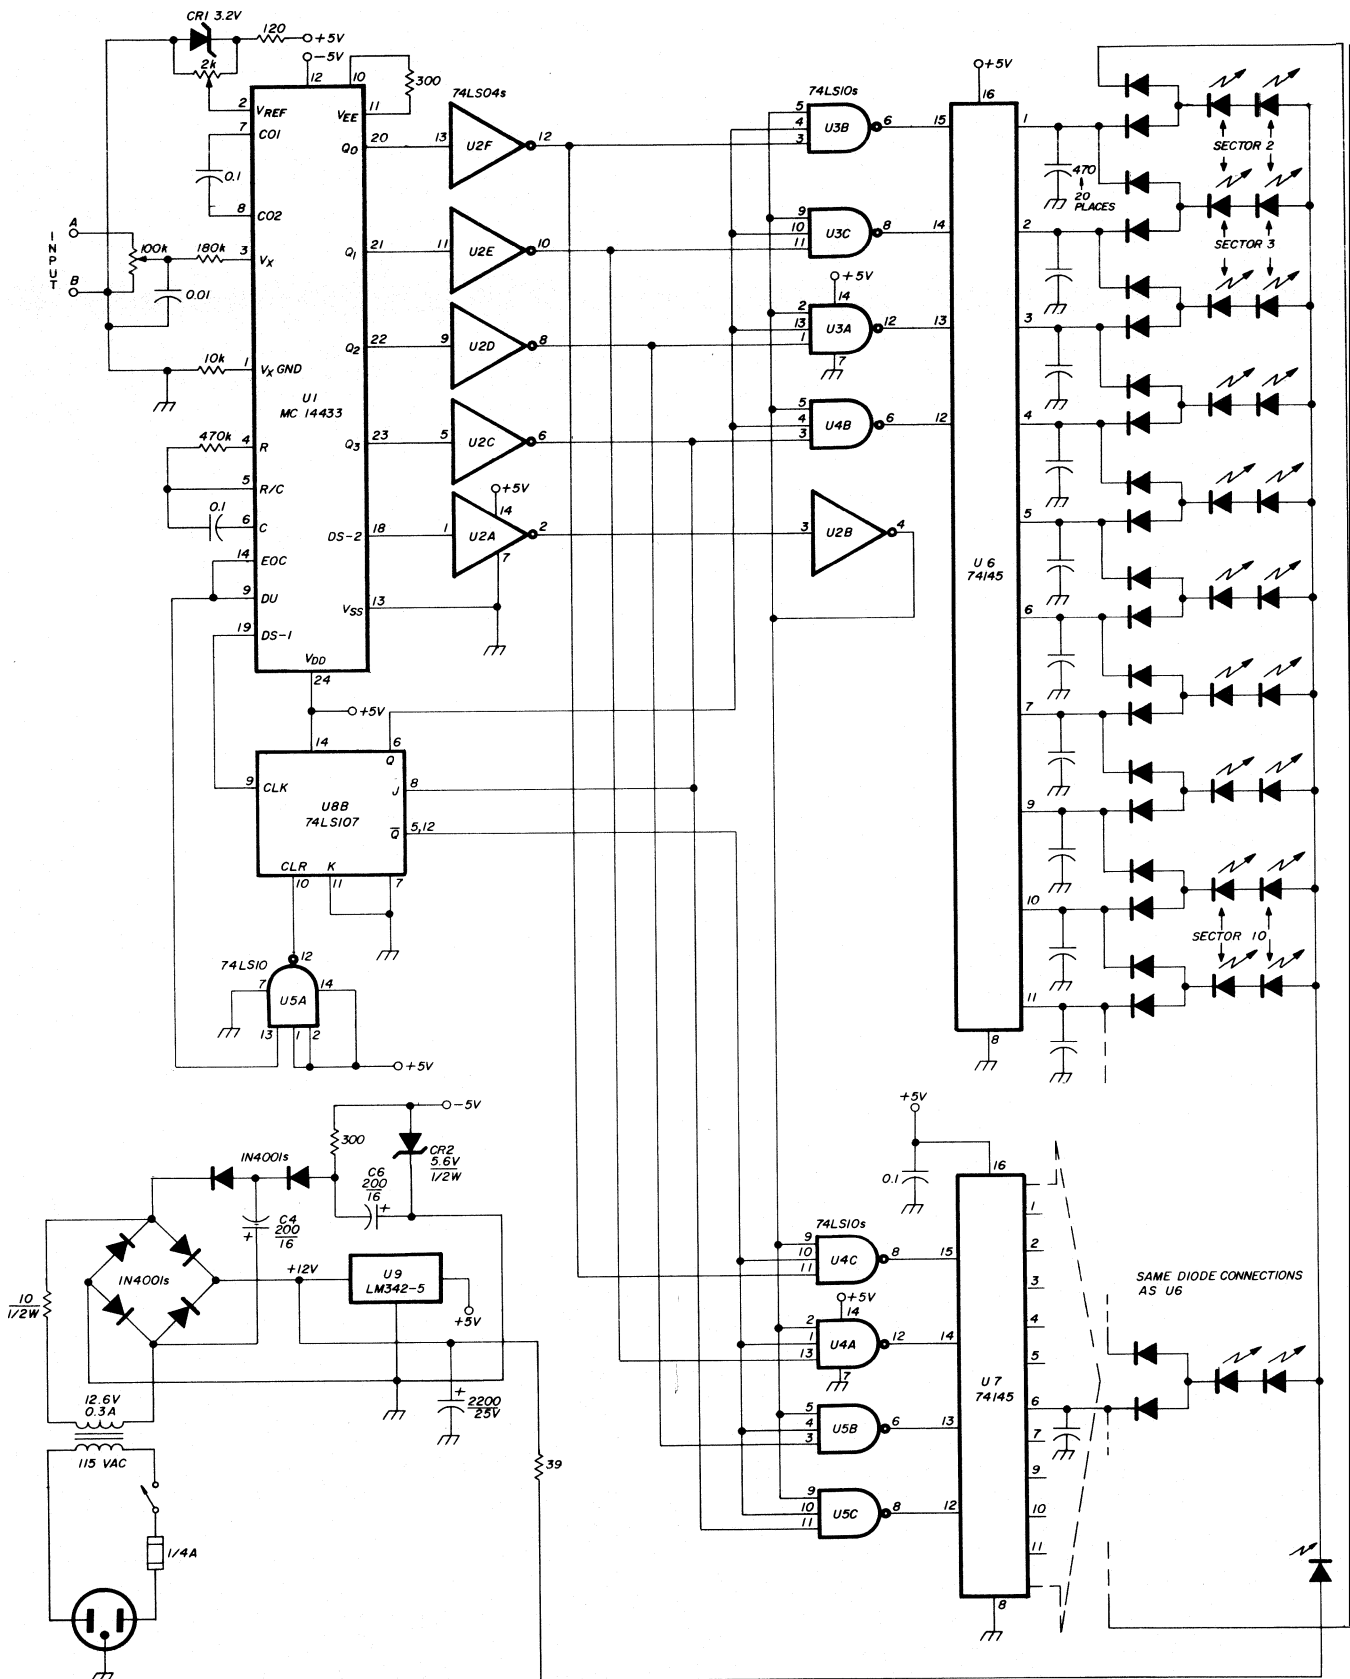 CR1 3.2V
120
+5V
-5V
2k
12
10
300
2
VREF
VEE
11
7
CO1
Q0
20
0.1
8
CO2
INPUT
A
B
100k
180k
3
VX
0.01
Q1
21
10k
1
VX GND
Q2
22
U1
MC 14433
470k
4
R
Q3
23
5
R/C
0.1
6
C
DS-2
18
14
EOC
9
DU
VSS
13
19
DS-1
VDD
24
+5V
74LS04s
13
U2F
12
11
U2E
10
9
U2D
8
5
U2C
6
+5V
14
1
U2A
2
7
14
6
Q
9
CLK
J
8
U8B
74LS107
Q
5,12
CLR
K
10
11
7
74LS10
12
7
14
U5A
13
1
2
+5V
74LS10s
5
4
3
U3B
6
9
10
11
U3C
8
+5V
14
2
13
1
U3A
12
7
5
4
3
U4B
6
3
U2B
4
+5V
16
15
14
13
12
U6
74145
1
2
3
4
5
6
7
9
10
11
8
470
20
PLACES
SECTOR 2
SECTOR 3
SECTOR 10
-5V
300
CR2
5.6V
1/2W
1N4001s
C6
200
16
C4
200
16
1N4001s
+12V
U9
LM342-5
+5V
10
1/2W
2200
25V
12.6V
0.3A
115 VAC
1/4A
39
+5V
0.1
16
74LS10s
9
10
11
U4C
8
15
+5V
14
2
1
13
U4A
12
14
7
5
4
3
U5B
6
13
9
10
11
U5C
8
12
U7
74145
1
2
3
4
5
6
7
9
10
11
8
SAME DIODE CONNECTIONS
AS U6